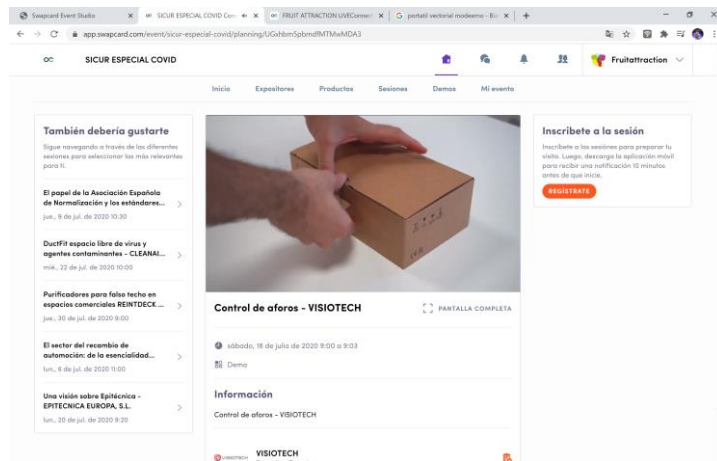 Swapcard Event Studio
SICUR ESPECIAL COVID Con
FRUIT ATTRACTION UVEConnec
app.swapcard.com/event/sicur-especial-covid/planning/
SICUR ESPECIAL COVID
Fruitattraction
Inicio Expositores Productos Sesiones Demos Mi evento
También debería gustarte
Sigue navegando a través de las diferentes
sesiones para seleccionar las más relevantes
para ti.
El papel de la Asociación Española
de Normalización y los estándares...
jue., 9 de jul. de 2020 10:30
DuctFit espacio libre de virus y
agentes contaminantes - CLEANAI...
mié., 22 de jul. de 2020 10:00
Purificadores para falso techo en
espacios comerciales REINTDECK ...
jue., 30 de jul. de 2020 9:00
El sector del recambio de
automoción: de la esencialidad...
lun., 6 de jul. de 2020 11:00
Una visión sobre Epitécnica -
EPITECNICA EUROPA, S.L.
lun., 20 de jul. de 2020 9:20
Control de aforos - VISIOTECH
PANTALLA COMPLETA
sábado, 18 de julio de 2020 9:00 a 9:03
Demo
Información
Control de aforos - VISIOTECH
VISIOTECH
VISIOTECH
Inscribete a la sesión
Inscríbete a las sesiones para preparar tu
visita. Luego, descarga la aplicación móvil
para recibir una notificación 15 minutos
antes de que inicie.
REGÍSTRATE